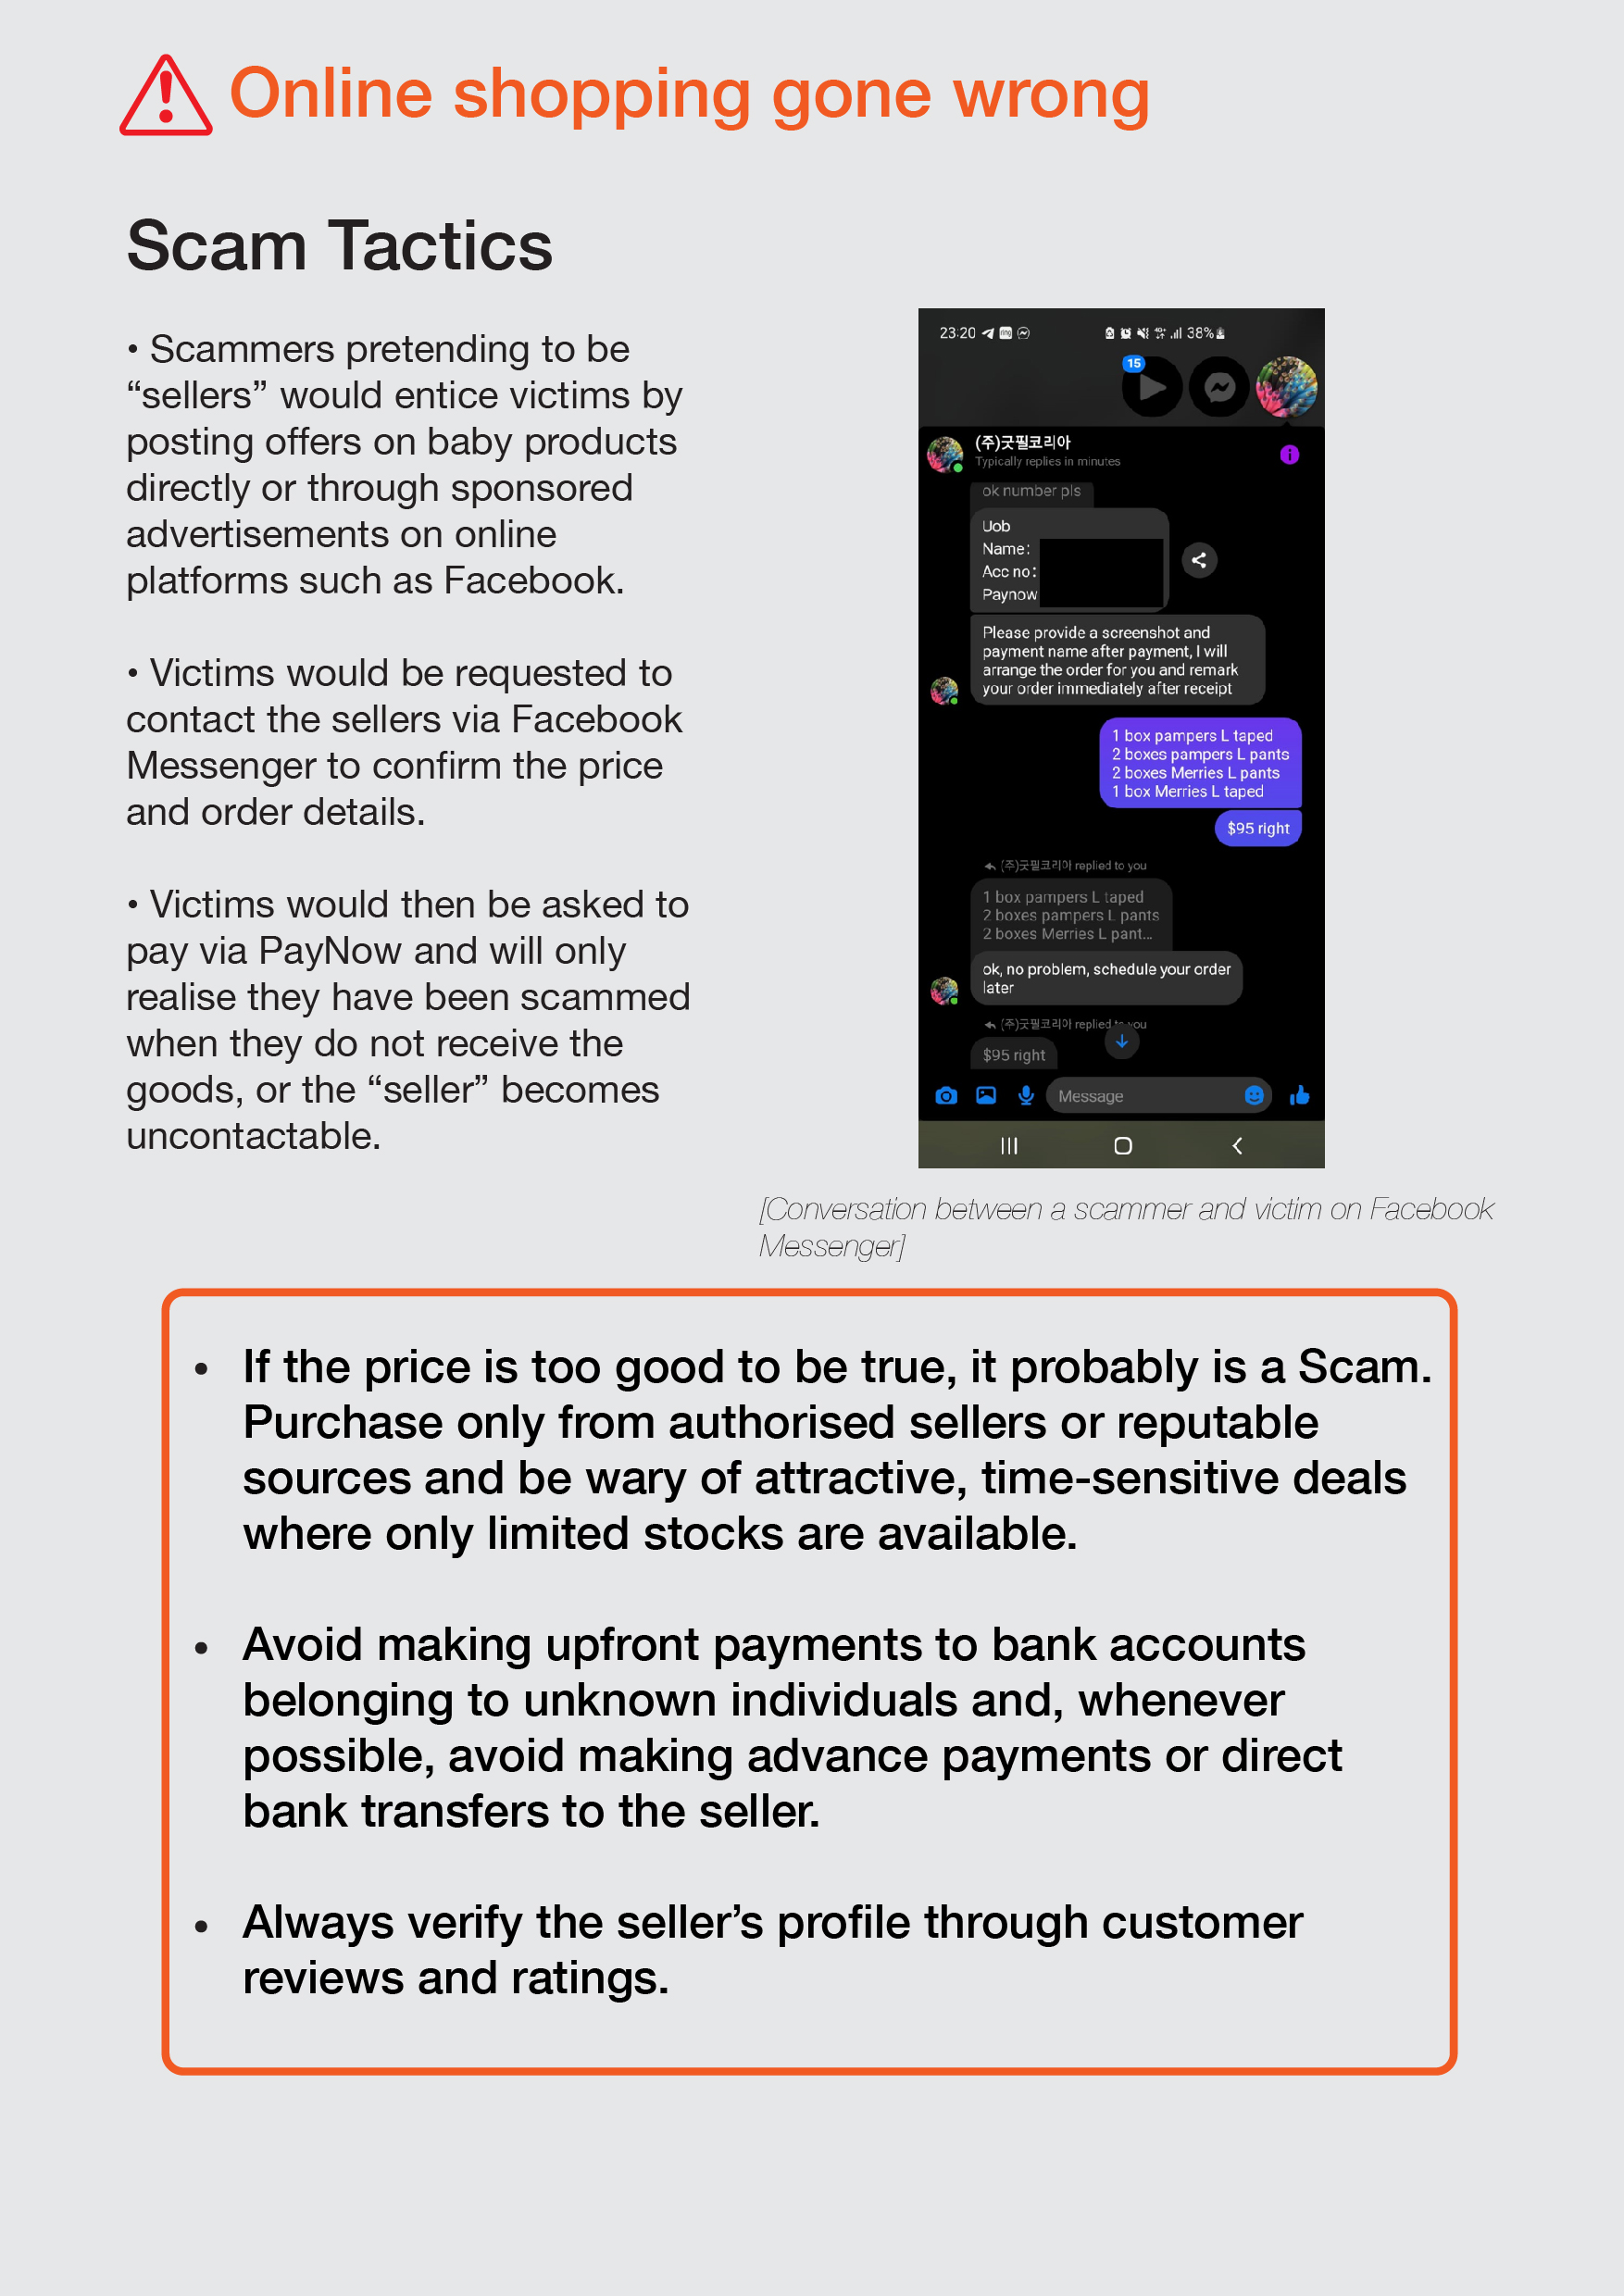 Online shopping gone wrong
Scam Tactics
• Scammers pretending to be
“sellers” would entice victims by
posting offers on baby products
directly or through sponsored
advertisements on online
platforms such as Facebook.
• Victims would be requested to
contact the sellers via Facebook
Messenger to confirm the price
and order details.
• Victims would then be asked to
pay via PayNow and will only
realise they have been scammed
when they do not receive the
goods, or the “seller” becomes
uncontactable.
23:20
38%
15
(주)굿필코리아
Typically replies in minutes
ok number pls
Uob
Name:
Acc no:
Paynow
Please provide a screenshot and
payment name after payment, I will
arrange the order for you and remark
your order immediately after receipt
1 box pampers L taped
2 boxes pampers L pants
2 boxes Merries L pants
1 box Merries L taped
$95 right
(주)굿필코리아 replied to you
1 box pampers L taped
2 boxes pampers L pants
2 boxes Merries L pant...
ok, no problem, schedule your order
later
(주)굿필코리아 replied to you
$95 right
Message
[Conversation between a scammer and victim on Facebook
Messenger]
• If the price is too good to be true, it probably is a Scam.
Purchase only from authorised sellers or reputable
sources and be wary of attractive, time-sensitive deals
where only limited stocks are available.
• Avoid making upfront payments to bank accounts
belonging to unknown individuals and, whenever
possible, avoid making advance payments or direct
bank transfers to the seller.
• Always verify the seller’s profile through customer
reviews and ratings.